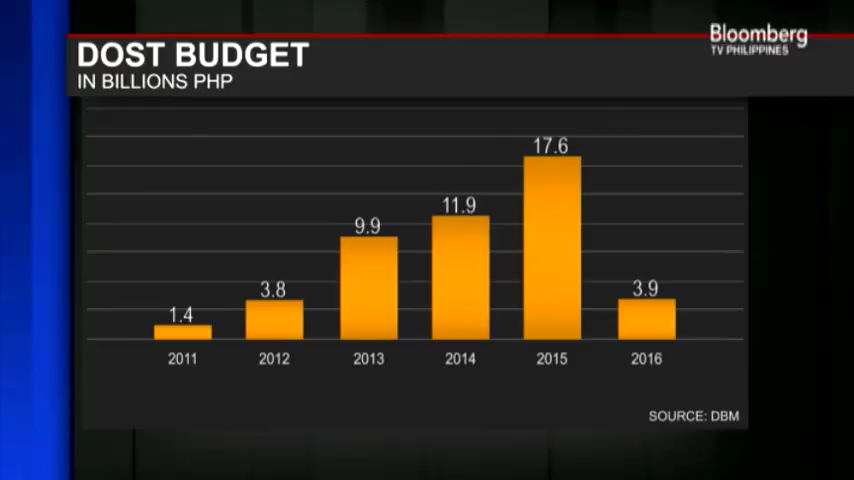 Bloomberg
TV PHILIPPINES
DOST BUDGET
IN BILLIONS PHP
17.6
11.9
9.9
3.8
3.9
1.4
2011 2012 2013 2014 2015 2016
SOURCE: DBM